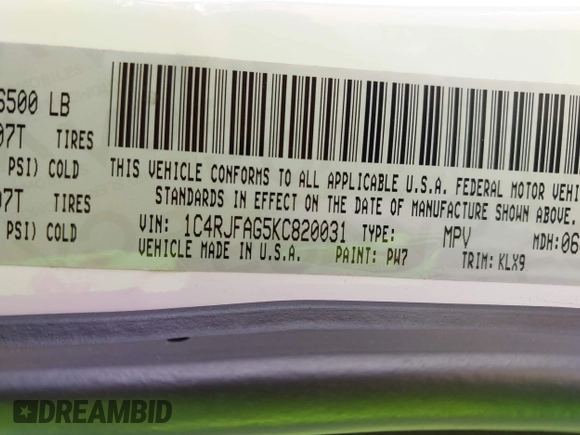 6500 LB
07T TIRES
PSI) COLD
07T TIRES
PSI) COLD
THIS VEHICLE CONFORMS TO ALL APPLICABLE U.S.A. FEDERAL MOTOR
STANDARDS IN EFFECT ON THE DATE OF MANUFACTURE SHOWN ABOVE.
VIN: 1C4RJFAG5KC820031 TYPE: MPV MDH: 06
VEHICLE MADE IN U.S.A. PAINT: PW7 TRIM: KLX9
DREAMBID